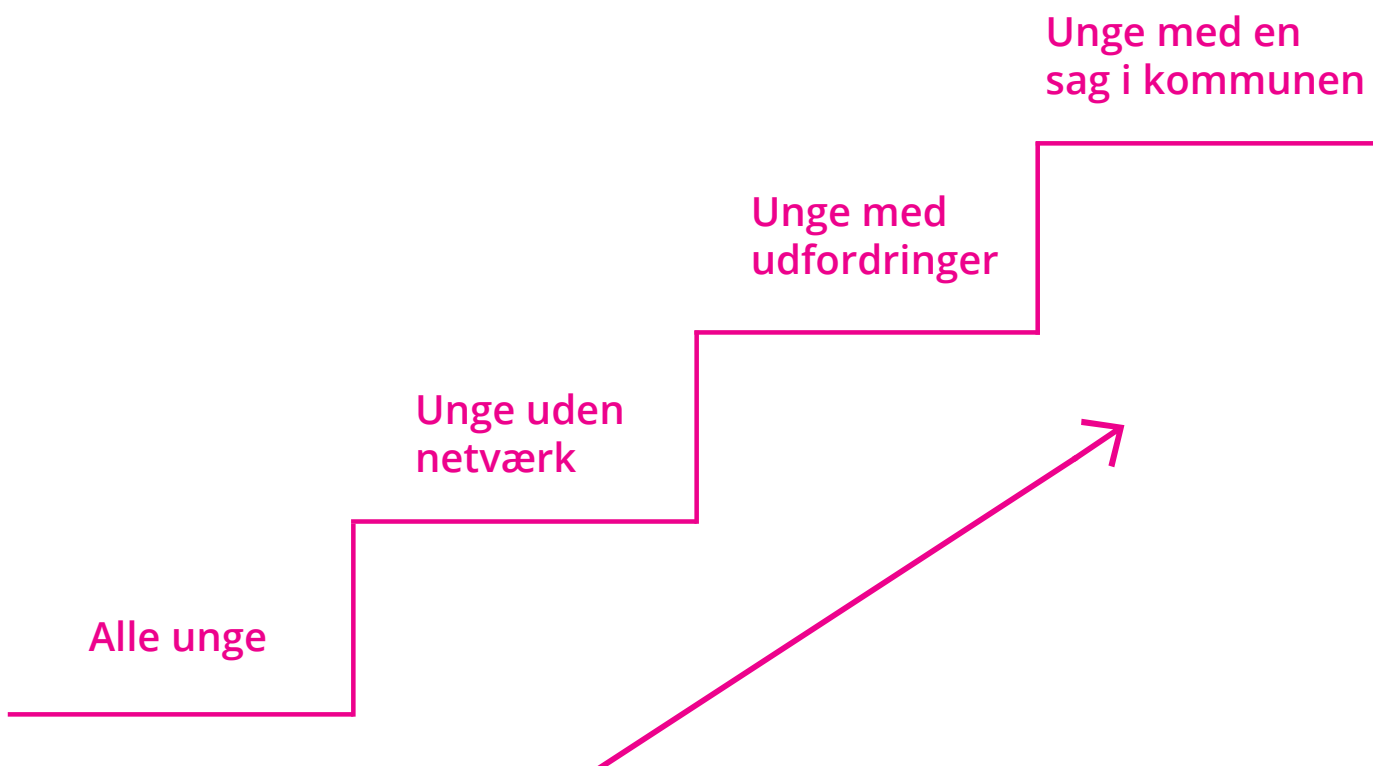 Unge med en
sag i kommunen
Unge med
udfordringer
Unge uden
netværk
Alle unge